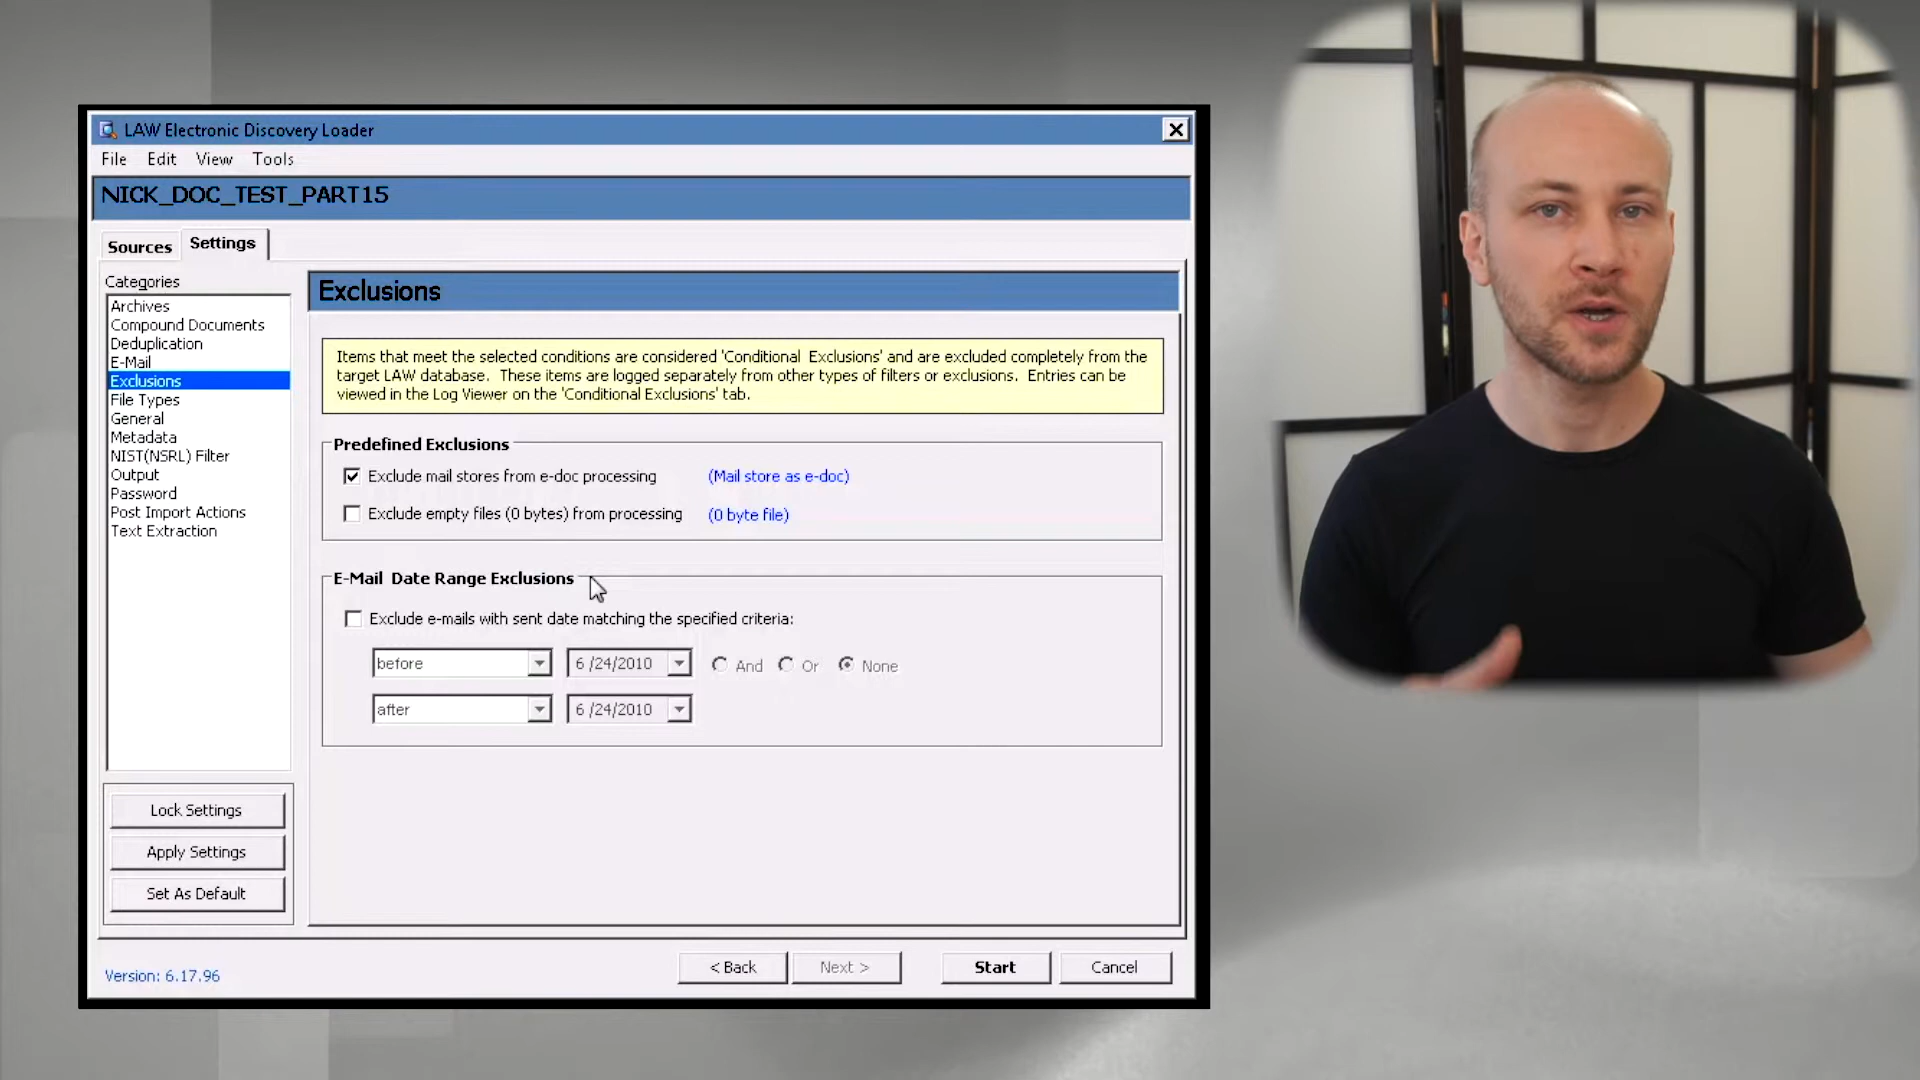 LAW Electronic Discovery Loader
File Edit View Tools
NICK_DOC_TEST_PART15
Sources Settings
Categories
Archives
Compound Documents
Deduplication
E-Mail
Exclusions
File Types
General
Metadata
NIST(NSRL) Filter
Output
Password
Post Import Actions
Text Extraction
Lock Settings
Apply Settings
Set As Default
Exclusions
Items that meet the selected conditions are considered 'Conditional Exclusions' and are excluded completely from the
target LAW database. These items are logged separately from other types of filters or exclusions. Entries can be
viewed in the Log Viewer on the 'Conditional Exclusions' tab.
Predefined Exclusions
Exclude mail stores from e-doc processing (Mail store as e-doc)
Exclude empty files (0 bytes) from processing (0 byte file)
E-Mail Date Range Exclusions
Exclude e-mails with sent date matching the specified criteria:
before 6 /24/2010 And Or None
after 6 /24/2010
Version: 6.17.96
< Back Next > Start Cancel